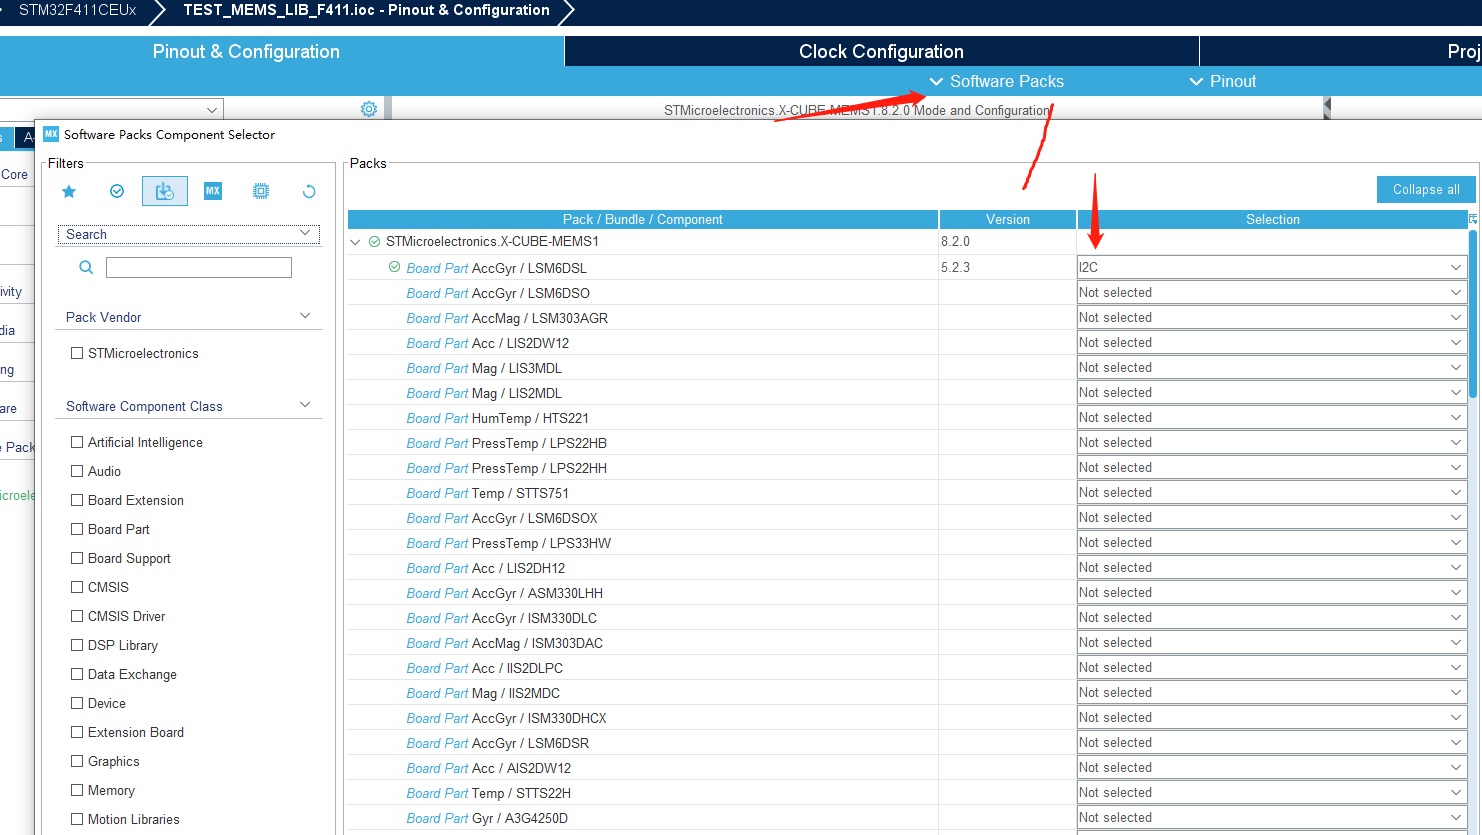 STM32F411CEUx
TEST_MEMS_LIB_F411.ioc - Pinout & Configuration
Pinout & Configuration
Clock Configuration
Proj
Software Packs
Pinout
STMicroelectronics.X-CUBE-MEMS1.8.2.0 Mode and Configuration
s
A-
Core
ivity
dia
ng
are
e Pack
icroele
MX
Software Packs Component Selector
Filters
MX
Search
Pack Vendor
STMicroelectronics
Software Component Class
Artificial Intelligence
Audio
Board Extension
Board Part
Board Support
CMSIS
CMSIS Driver
DSP Library
Data Exchange
Device
Extension Board
Graphics
Memory
Motion Libraries
Packs
Collapse all
Pack / Bundle / Component Version Selection
STMicroelectronics.X-CUBE-MEMS1 8.2.0
Board Part AccGyr / LSM6DSL 5.2.3 I2C
Board Part AccGyr / LSM6DSO Not selected
Board Part AccMag / LSM303AGR Not selected
Board Part Acc / LIS2DW12 Not selected
Board Part Mag / LIS3MDL Not selected
Board Part Mag / LIS2MDL Not selected
Board Part HumTemp / HTS221 Not selected
Board Part PressTemp / LPS22HB Not selected
Board Part PressTemp / LPS22HH Not selected
Board Part Temp / STTS751 Not selected
Board Part AccGyr / LSM6DSOX Not selected
Board Part PressTemp / LPS33HW Not selected
Board Part Acc / LIS2DH12 Not selected
Board Part AccGyr / ASM330LHH Not selected
Board Part AccGyr / ISM330DLC Not selected
Board Part AccMag / ISM303DAC Not selected
Board Part Acc / IIS2DLPC Not selected
Board Part Mag / IIS2MDC Not selected
Board Part AccGyr / ISM330DHCX Not selected
Board Part AccGyr / LSM6DSR Not selected
Board Part Acc / AIS2DW12 Not selected
Board Part Temp / STTS22H Not selected
Board Part Gyr / A3G4250D Not selected